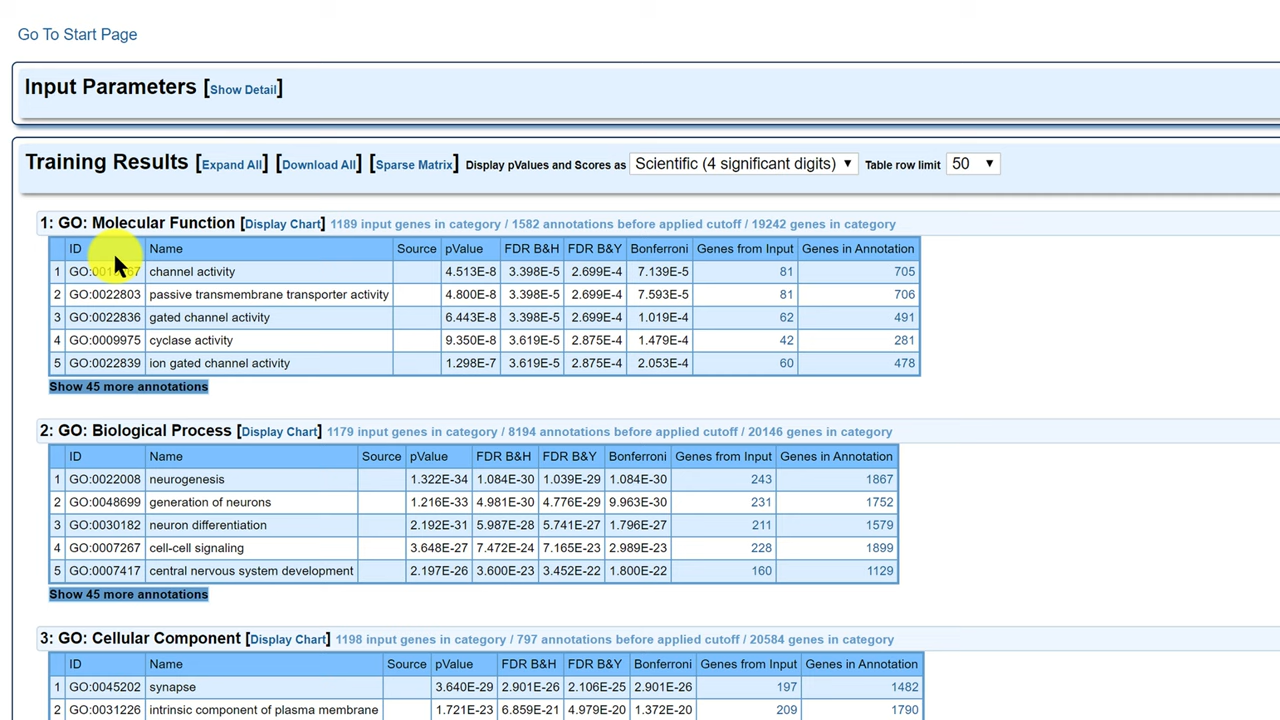 Go To Start Page
Input Parameters [Show Detail]
Training Results [Expand All] [Download All] [Sparse Matrix] Display pValues and Scores as Scientific (4 significant digits) ▼ Table row limit 50 ▼
1: GO: Molecular Function [Display Chart] 1189 input genes in category / 1582 annotations before applied cutoff / 19242 genes in category
ID Name Source pValue FDR B&H FDR B&Y Bonferroni Genes from Input Genes in Annotation
1 channel activity 4.513E-8 3.398E-5 2.699E-4 7.139E-5 81 705
2 GO:0022803 passive transmembrane transporter activity 4.800E-8 3.398E-5 2.699E-4 7.593E-5 81 706
3 GO:0022836 gated channel activity 6.443E-8 3.398E-5 2.699E-4 1.019E-4 62 491
4 GO:0009975 cyclase activity 9.350E-8 3.619E-5 2.875E-4 1.479E-4 42 281
5 GO:0022839 ion gated channel activity 1.298E-7 3.619E-5 2.875E-4 2.053E-4 60 478
Show 45 more annotations
2: GO: Biological Process [Display Chart] 1179 input genes in category / 8194 annotations before applied cutoff / 20146 genes in category
ID Name Source pValue FDR B&H FDR B&Y Bonferroni Genes from Input Genes in Annotation
1 GO:0022008 neurogenesis 1.322E-34 1.084E-30 1.039E-29 1.084E-30 243 1867
2 GO:0048699 generation of neurons 1.216E-33 4.981E-30 4.776E-29 9.963E-30 231 1752
3 GO:0030182 neuron differentiation 2.192E-31 5.987E-28 5.741E-27 1.796E-27 211 1579
4 GO:0007267 cell-cell signaling 3.648E-27 7.472E-24 7.165E-23 2.989E-23 228 1899
5 GO:0007417 central nervous system development 2.197E-26 3.600E-23 3.452E-22 1.800E-22 160 1129
Show 45 more annotations
3: GO: Cellular Component [Display Chart] 1198 input genes in category / 797 annotations before applied cutoff / 20584 genes in category
ID Name Source pValue FDR B&H FDR B&Y Bonferroni Genes from Input Genes in Annotation
1 GO:0045202 synapse 3.640E-29 2.901E-26 2.106E-25 2.901E-26 197 1482
2 GO:0031226 intrinsic component of plasma membrane 1.721E-23 6.859E-21 4.979E-20 1.372E-20 209 1790